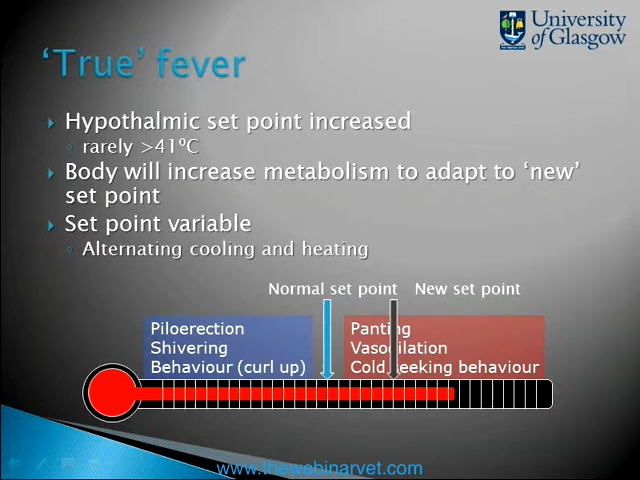 University
of Glasgow
‘True’ fever
Hypothalmic set point increased
rarely >41ºC
Body will increase metabolism to adapt to ‘new’
set point
Set point variable
Alternating cooling and heating
Normal set point
New set point
Piloerection
Shivering
Behaviour (curl up)
Panting
Vasodilation
Cold seeking behaviour
www.thewebinarvet.com